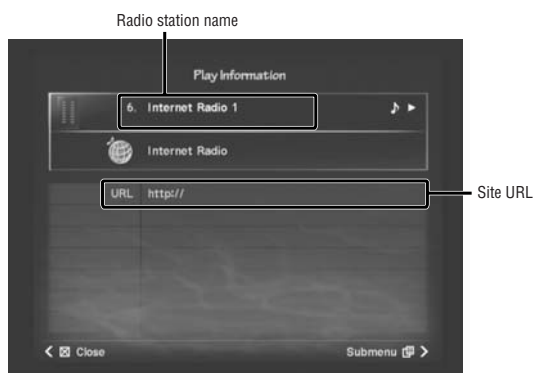 Radio station name
Play Information
6. Internet Radio 1
Internet Radio
URL http://
Site URL
Close
Submenu